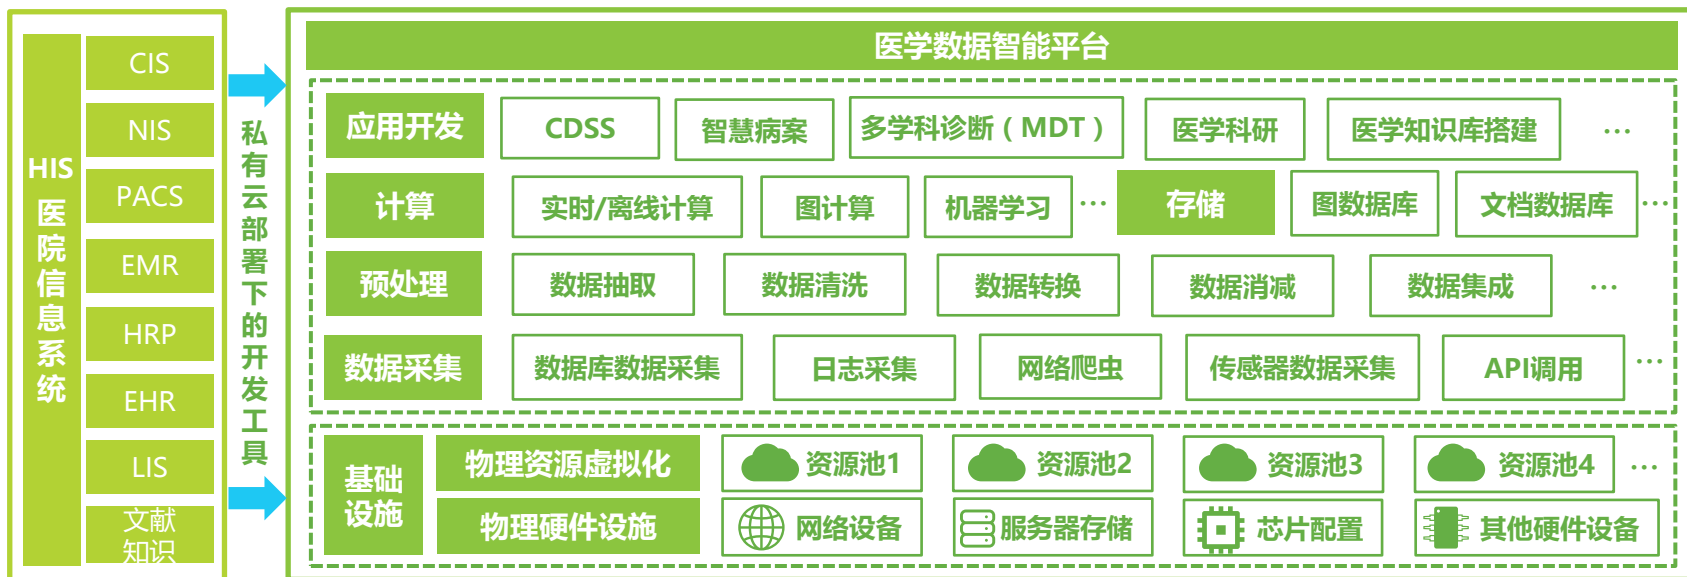 HIS
医
院
信
息
系
统
CIS
NIS
PACS
EMR
HRP
EHR
LIS
文献
知识
私
有
云
部
署
下
的
开
发
工
具
医学数据智能平台
应用开发
CDSS
智慧病案
多学科诊断（MDT）
医学科研
医学知识库搭建
...
计算
实时/离线计算
图计算
机器学习
...
存储
图数据库
文档数据库
...
预处理
数据抽取
数据清洗
数据转换
数据消减
数据集成
...
数据采集
数据库数据采集
日志采集
网络爬虫
传感器数据采集
API调用
...
基础
设施
物理资源虚拟化
资源池1
资源池2
资源池3
资源池4
...
物理硬件设施
网络设备
服务器存储
芯片配置
其他硬件设备